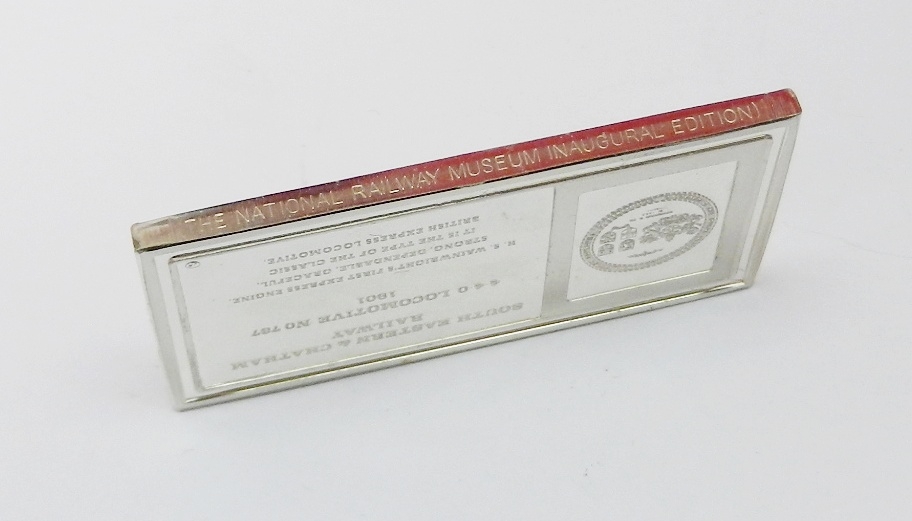 THE NATIONAL RAILWAY MUSEUM INAUGURAL EDITION)
SOUTH EASTERN & CHATHAM
RAILWAY
4 4 0 LOCOMOTIVE NO 737
1901
H. S. WAINWRIGHT'S FIRST EXPRESS ENGINE.
STRONG, DEPENDABLE, GRACEFUL,
IT IS THE TYPE OF THE CLASSIC
BRITISH EXPRESS LOCOMOTIVE.